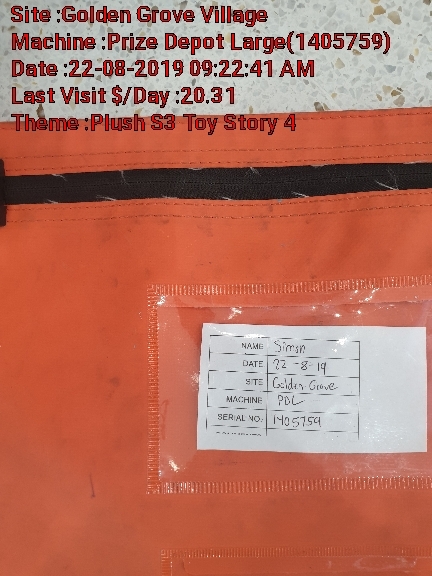 Site :Golden Grove Village
Machine :Prize Depot Large(1405759)
Date :22-08-2019 09:22:41 AM
Last Visit $/Day :20.31
Theme :Plush S3 Toy Story 4
NAME Simon
DATE 22-8-19
SITE Golden Grove
MACHINE PDL
SERIAL NO: 1405759